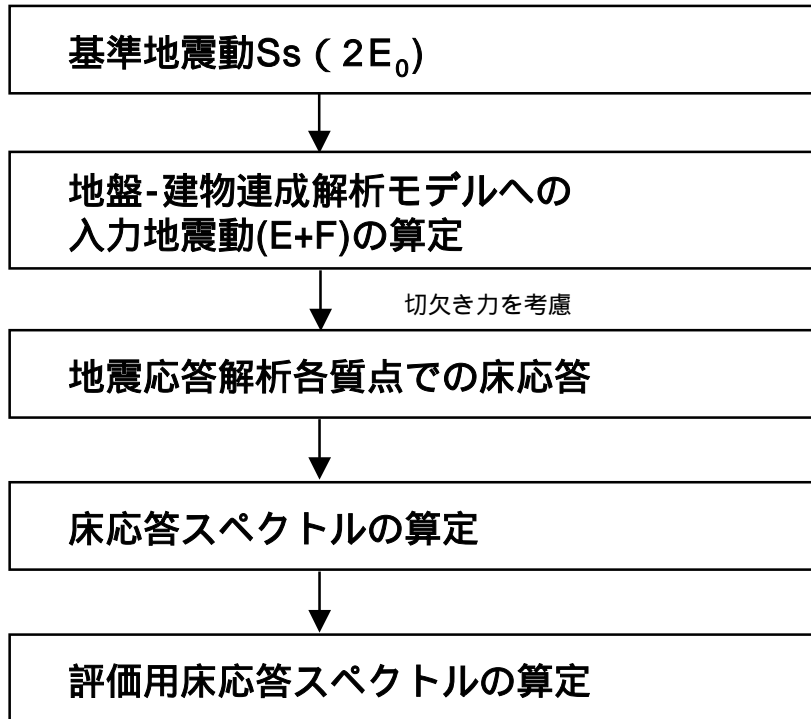 基準地震動Ss（2E₀)
地盤-建物連成解析モデルへの
入力地震動(E+F)の算定
切欠き力を考慮
地震応答解析各質点での床応答
床応答スペクトルの算定
評価用床応答スペクトルの算定